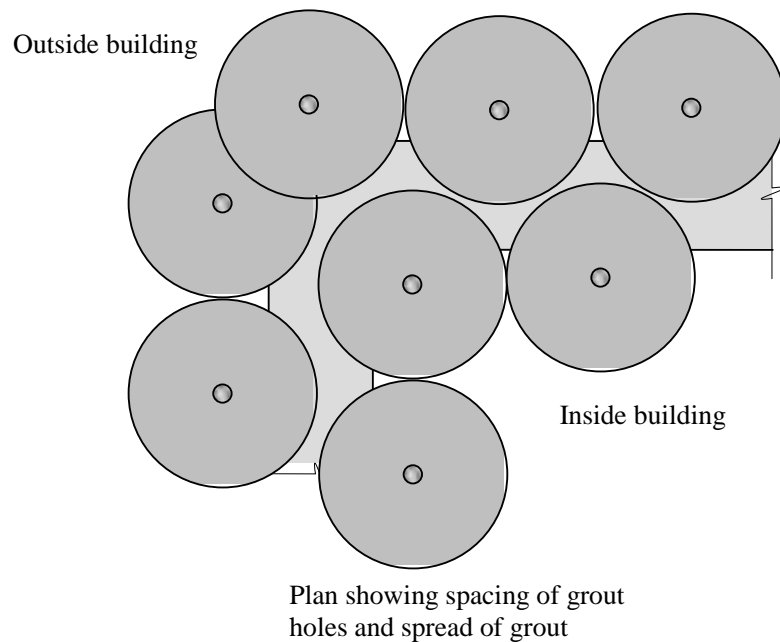 Outside building
Inside building
Plan showing spacing of grout
holes and spread of grout